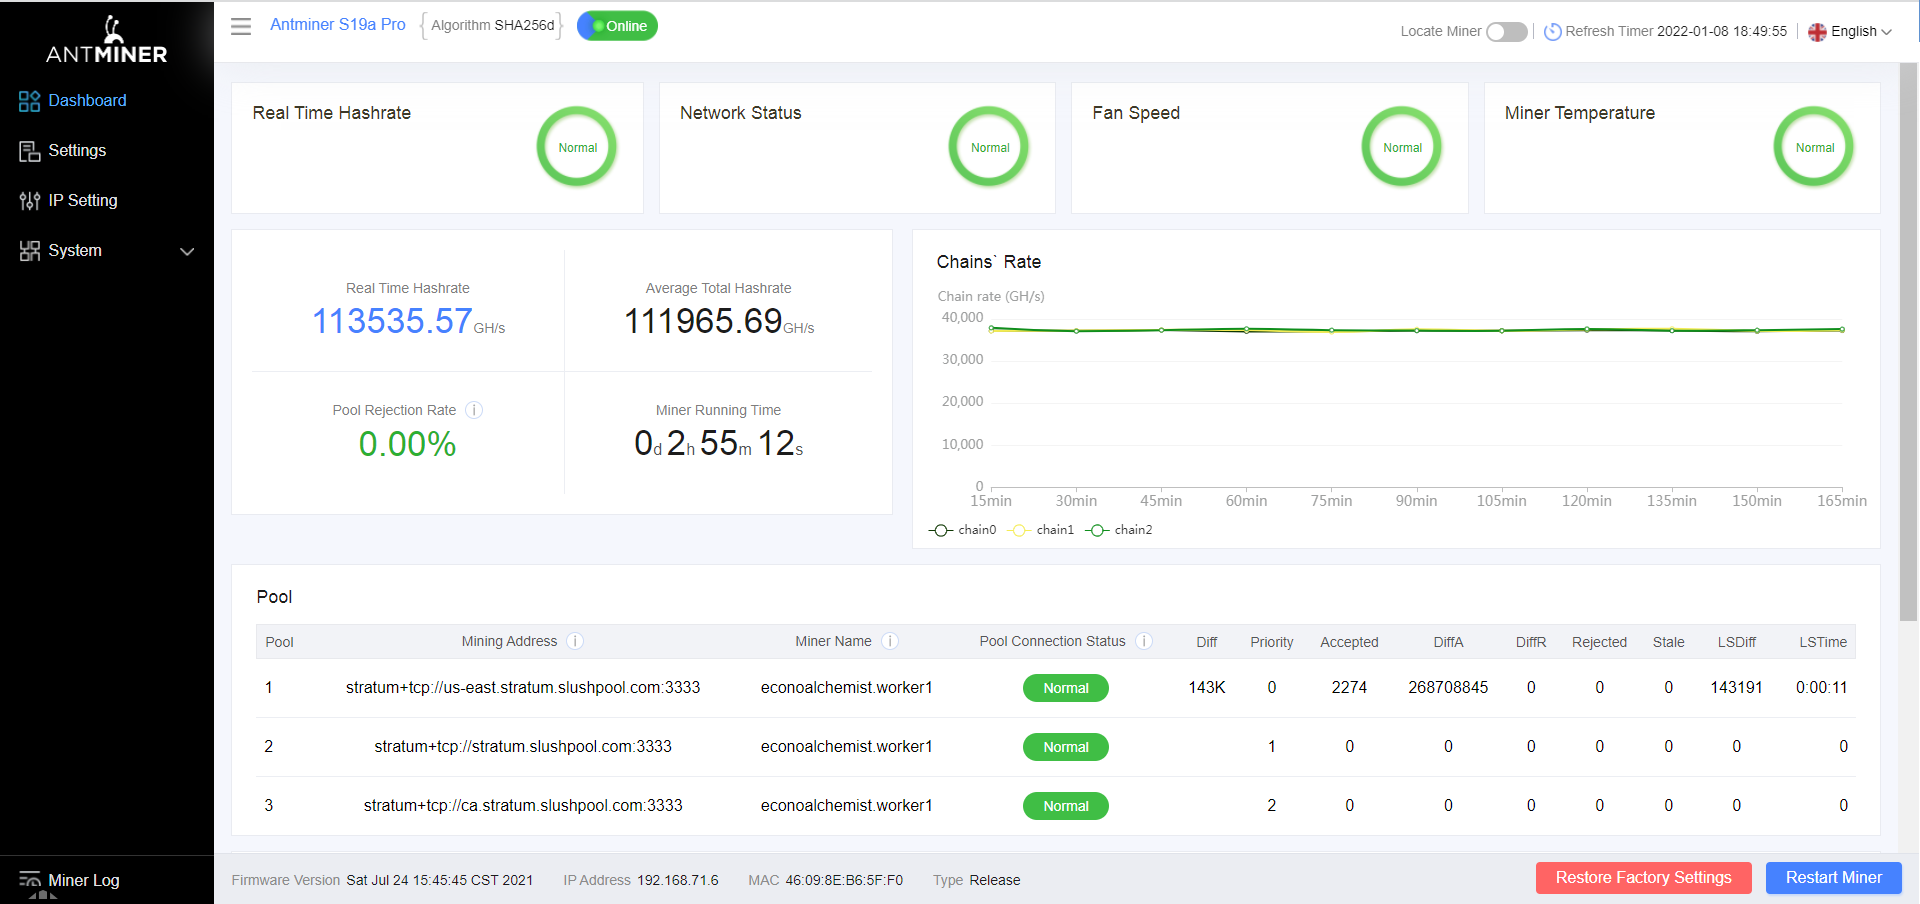 ANTMINER
Dashboard
Settings
IP Setting
System
Miner Log
Antminer S19a Pro
Algorithm SHA256d
Online
Locate Miner
Refresh Timer 2022-01-08 18:49:55
English
Real Time Hashrate
Normal
Network Status
Normal
Fan Speed
Normal
Miner Temperature
Normal
Real Time Hashrate
113535.57GH/s
Average Total Hashrate
111965.69GH/s
Pool Rejection Rate i
0.00%
Miner Running Time
0d 2h 55m 12s
Chains` Rate
Chain rate (GH/s)
40,000
30,000
20,000
10,000
0
15min 30min 45min 60min 75min 90min 105min 120min 135min 150min 165min
chain0 chain1 chain2
Pool
Pool Mining Address i Miner Name i Pool Connection Status i Diff Priority Accepted DiffA DiffR Rejected Stale LSDiff LSTime
1 stratum+tcp://us-east.stratum.slushpool.com:3333 econoalchemist.worker1 Normal 143K 0 2274 268708845 0 0 0 143191 0:00:11
2 stratum+tcp://stratum.slushpool.com:3333 econoalchemist.worker1 Normal 1 0 0 0 0 0 0 0
3 stratum+tcp://ca.stratum.slushpool.com:3333 econoalchemist.worker1 Normal 2 0 0 0 0 0 0 0
Firmware Version Sat Jul 24 15:45:45 CST 2021 IP Address 192.168.71.6 MAC 46:09:8E:B6:5F:F0 Type Release
Restore Factory Settings
Restart Miner